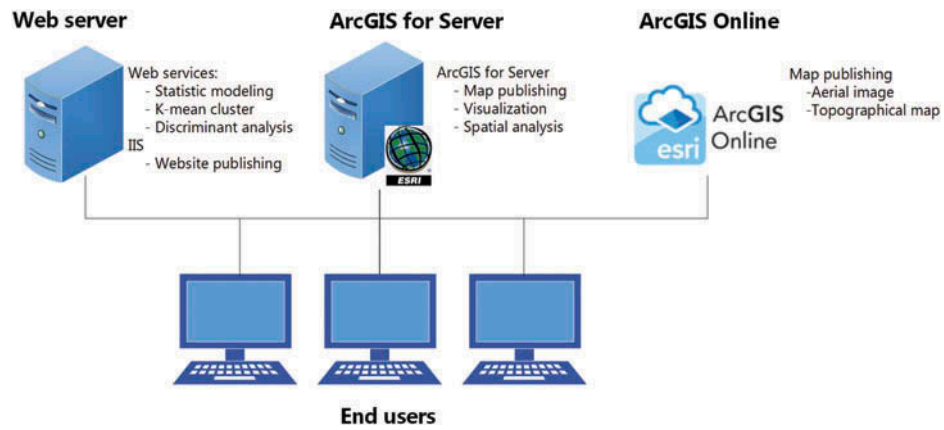 Web server
Web services:
- Statistic modeling
- K-mean cluster
- Discriminant analysis
IIS
- Website publishing
ArcGIS for Server
ArcGIS for Server
- Map publishing
- Visualization
- Spatial analysis
ESRI
ArcGIS Online
esri
ArcGIS
Online
Map publishing
-Aerial image
-Topographical map
End users